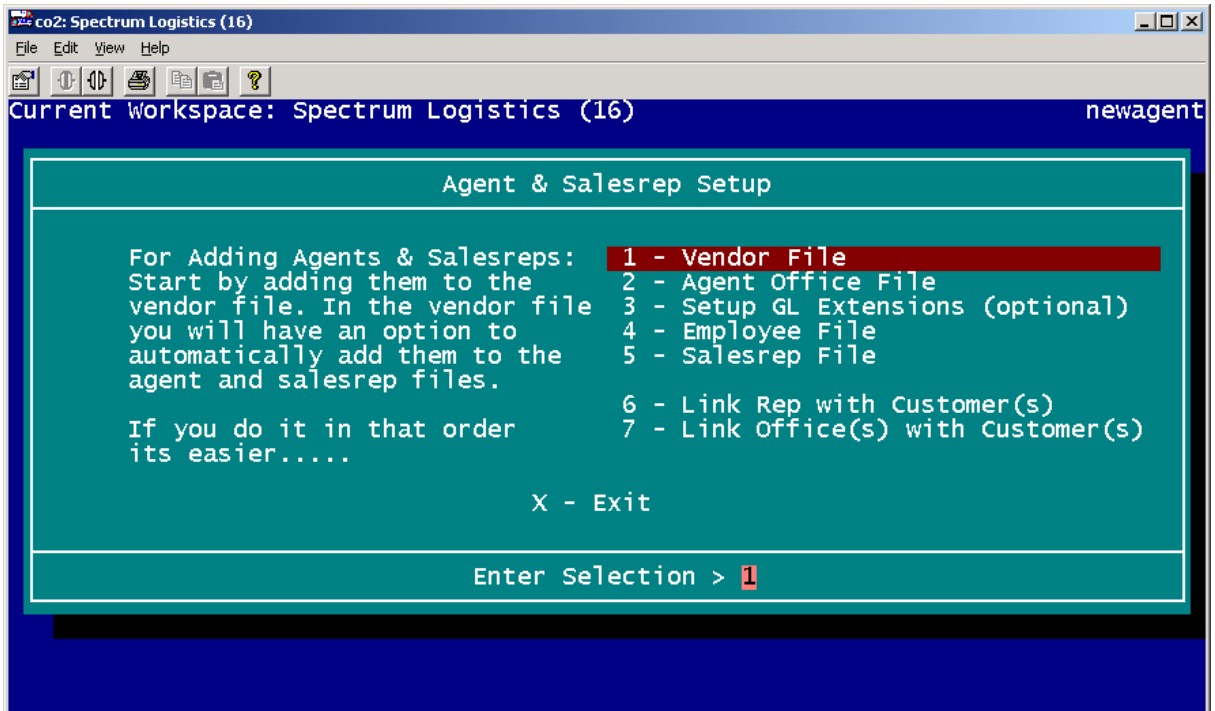 co2: Spectrum Logistics (16)
File Edit View Help
Current Workspace: Spectrum Logistics (16) newagent
Agent & Salesrep Setup
For Adding Agents & Salesreps: 1 - Vendor File
Start by adding them to the 2 - Agent Office File
vendor file. In the vendor file 3 - Setup GL Extensions (optional)
you will have an option to 4 - Employee File
automatically add them to the 5 - Salesrep File
agent and salesrep files.
6 - Link Rep with Customer(s)
If you do it in that order 7 - Link Office(s) with Customer(s)
its easier.....
X - Exit
Enter Selection > 1